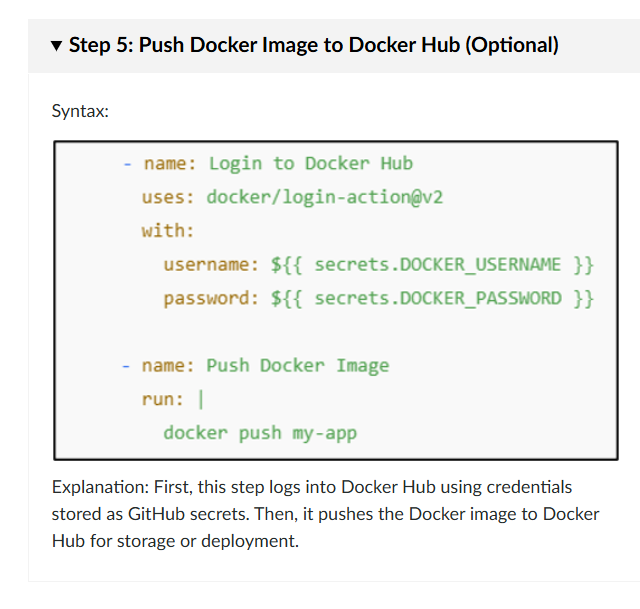 ▼ Step 5: Push Docker Image to Docker Hub (Optional)
Syntax:
- name: Login to Docker Hub
uses: docker/login-action@v2
with:
username: ${{ secrets.DOCKER_USERNAME }}
password: ${{ secrets.DOCKER_PASSWORD }}
- name: Push Docker Image
run: |
docker push my-app
Explanation: First, this step logs into Docker Hub using credentials
stored as GitHub secrets. Then, it pushes the Docker image to Docker
Hub for storage or deployment.